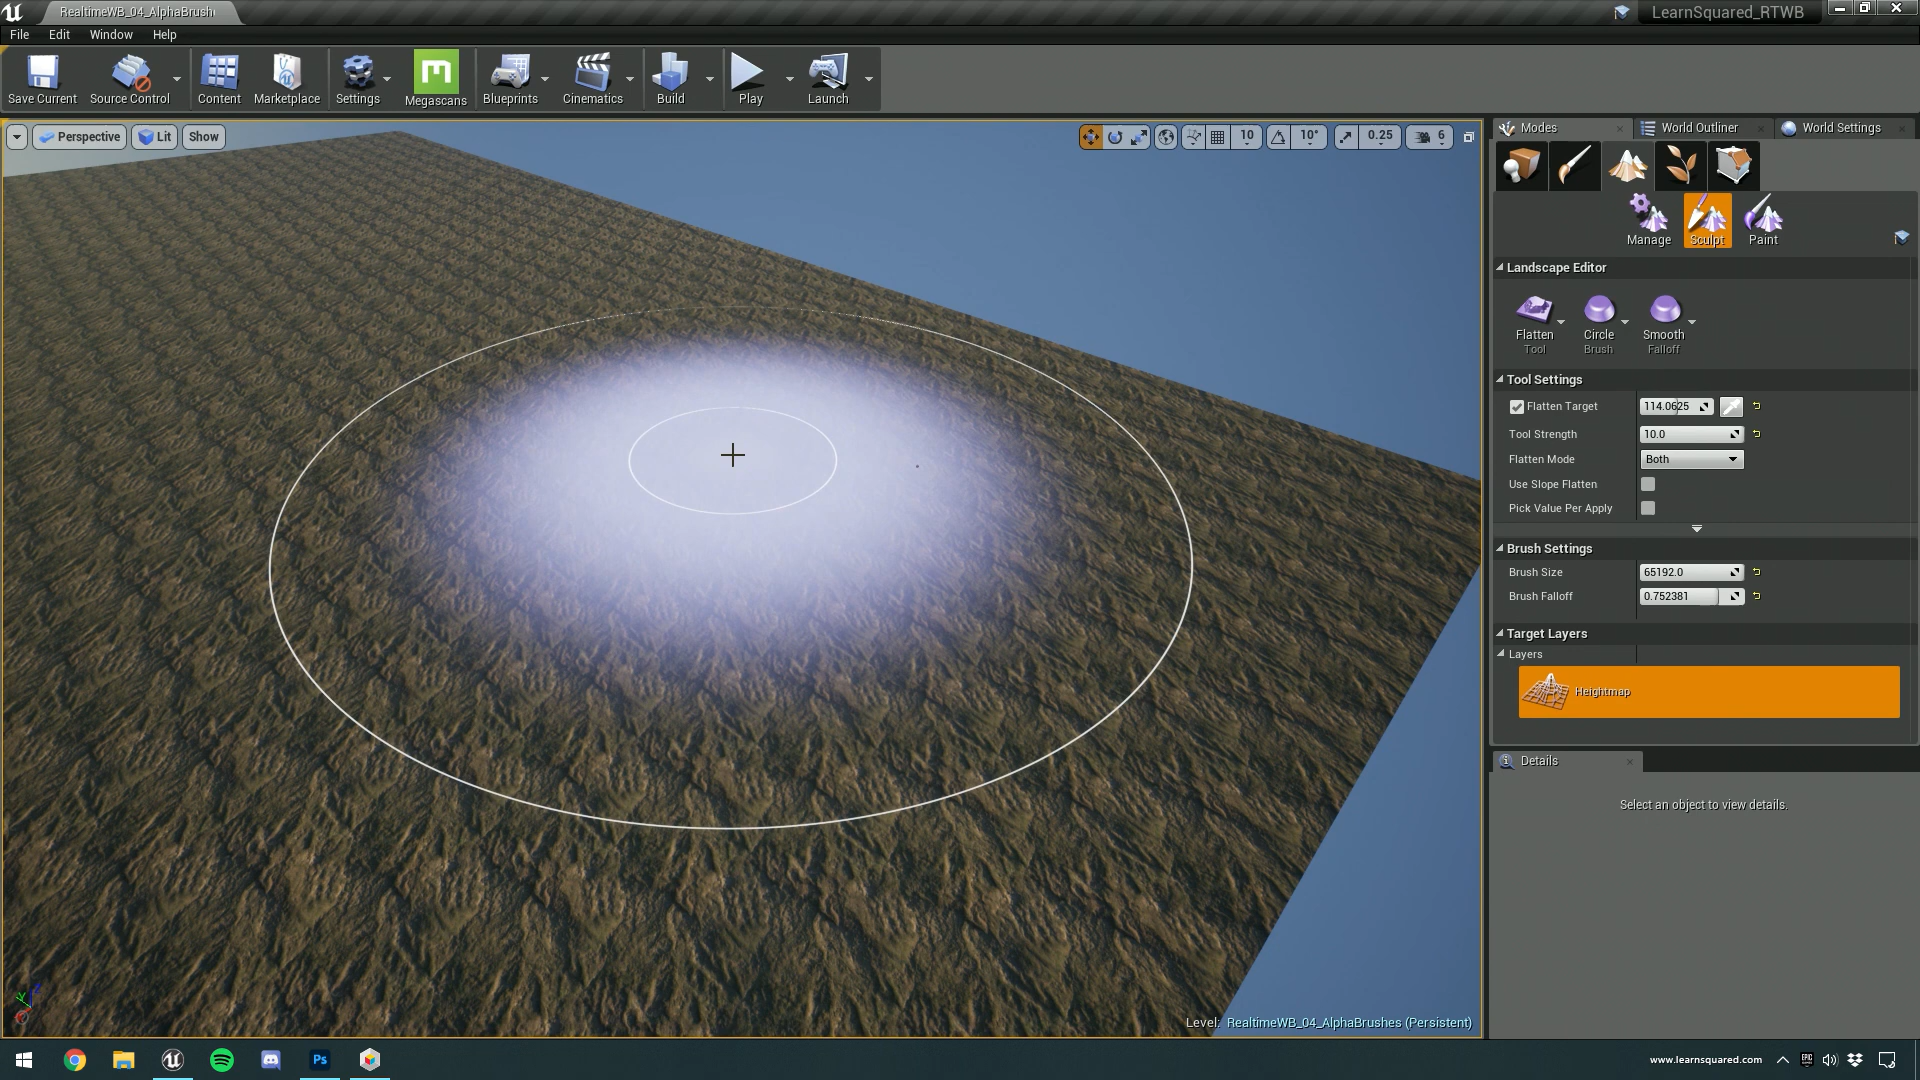 RealtimeWB_04_AlphaBrush
LearnSquared_RTWB
File Edit Window Help
Save Current Source Control Content Marketplace Settings Megascans Blueprints Cinematics Build Play Launch
Perspective Lit Show
10 10° 0.25 6
Modes World Outliner World Settings
Manage Sculpt Paint
Landscape Editor
Flatten Circle Smooth
Tool Brush Falloff
Tool Settings
Flatten Target 114.0625
Tool Strength 10.0
Flatten Mode Both
Use Slope Flatten
Pick Value Per Apply
Brush Settings
Brush Size 65192.0
Brush Falloff 0.752381
Target Layers
Layers
Heightmap
Details
Select an object to view details.
Level: RealtimeWB_04_AlphaBrushes (Persistent)
Ps
www.learnsquared.com
EPIC